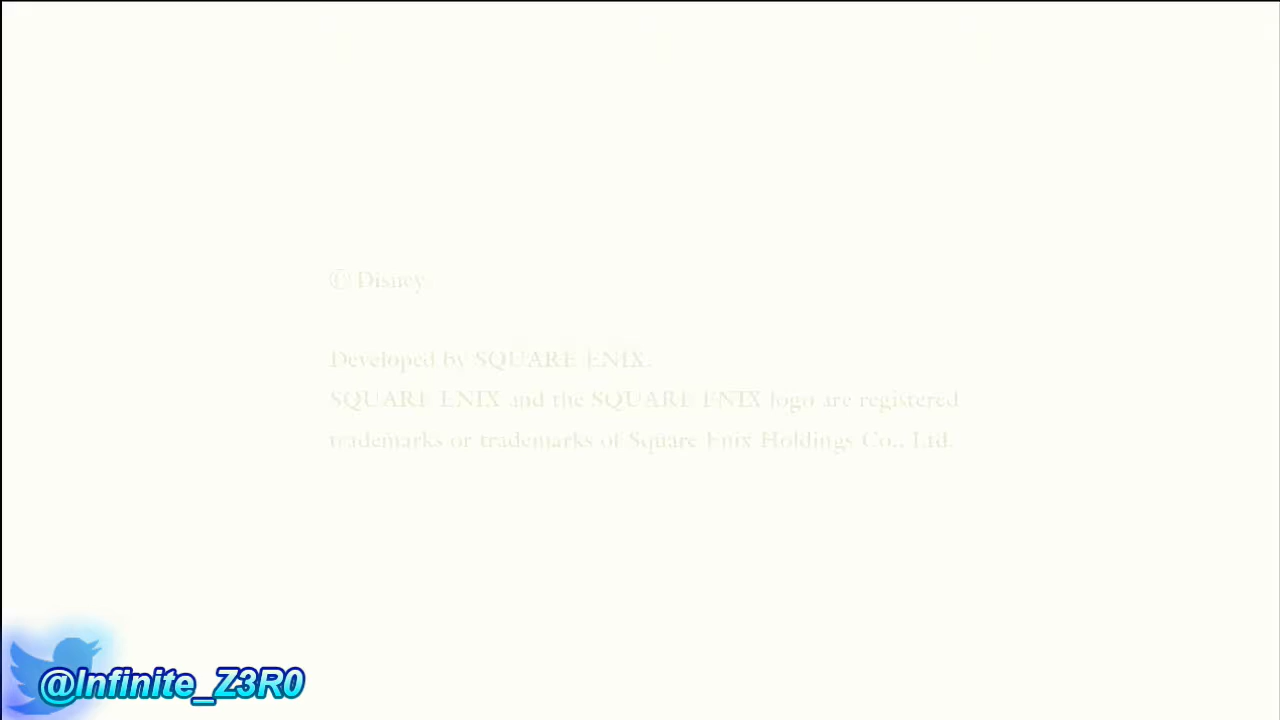 © Disney.
Developed by SQUARE ENIX.
SQUARE ENIX and the SQUARE ENIX logo are registered
trademarks or trademarks of Square Enix Holdings Co., Ltd.
@Infinite_Z3R0